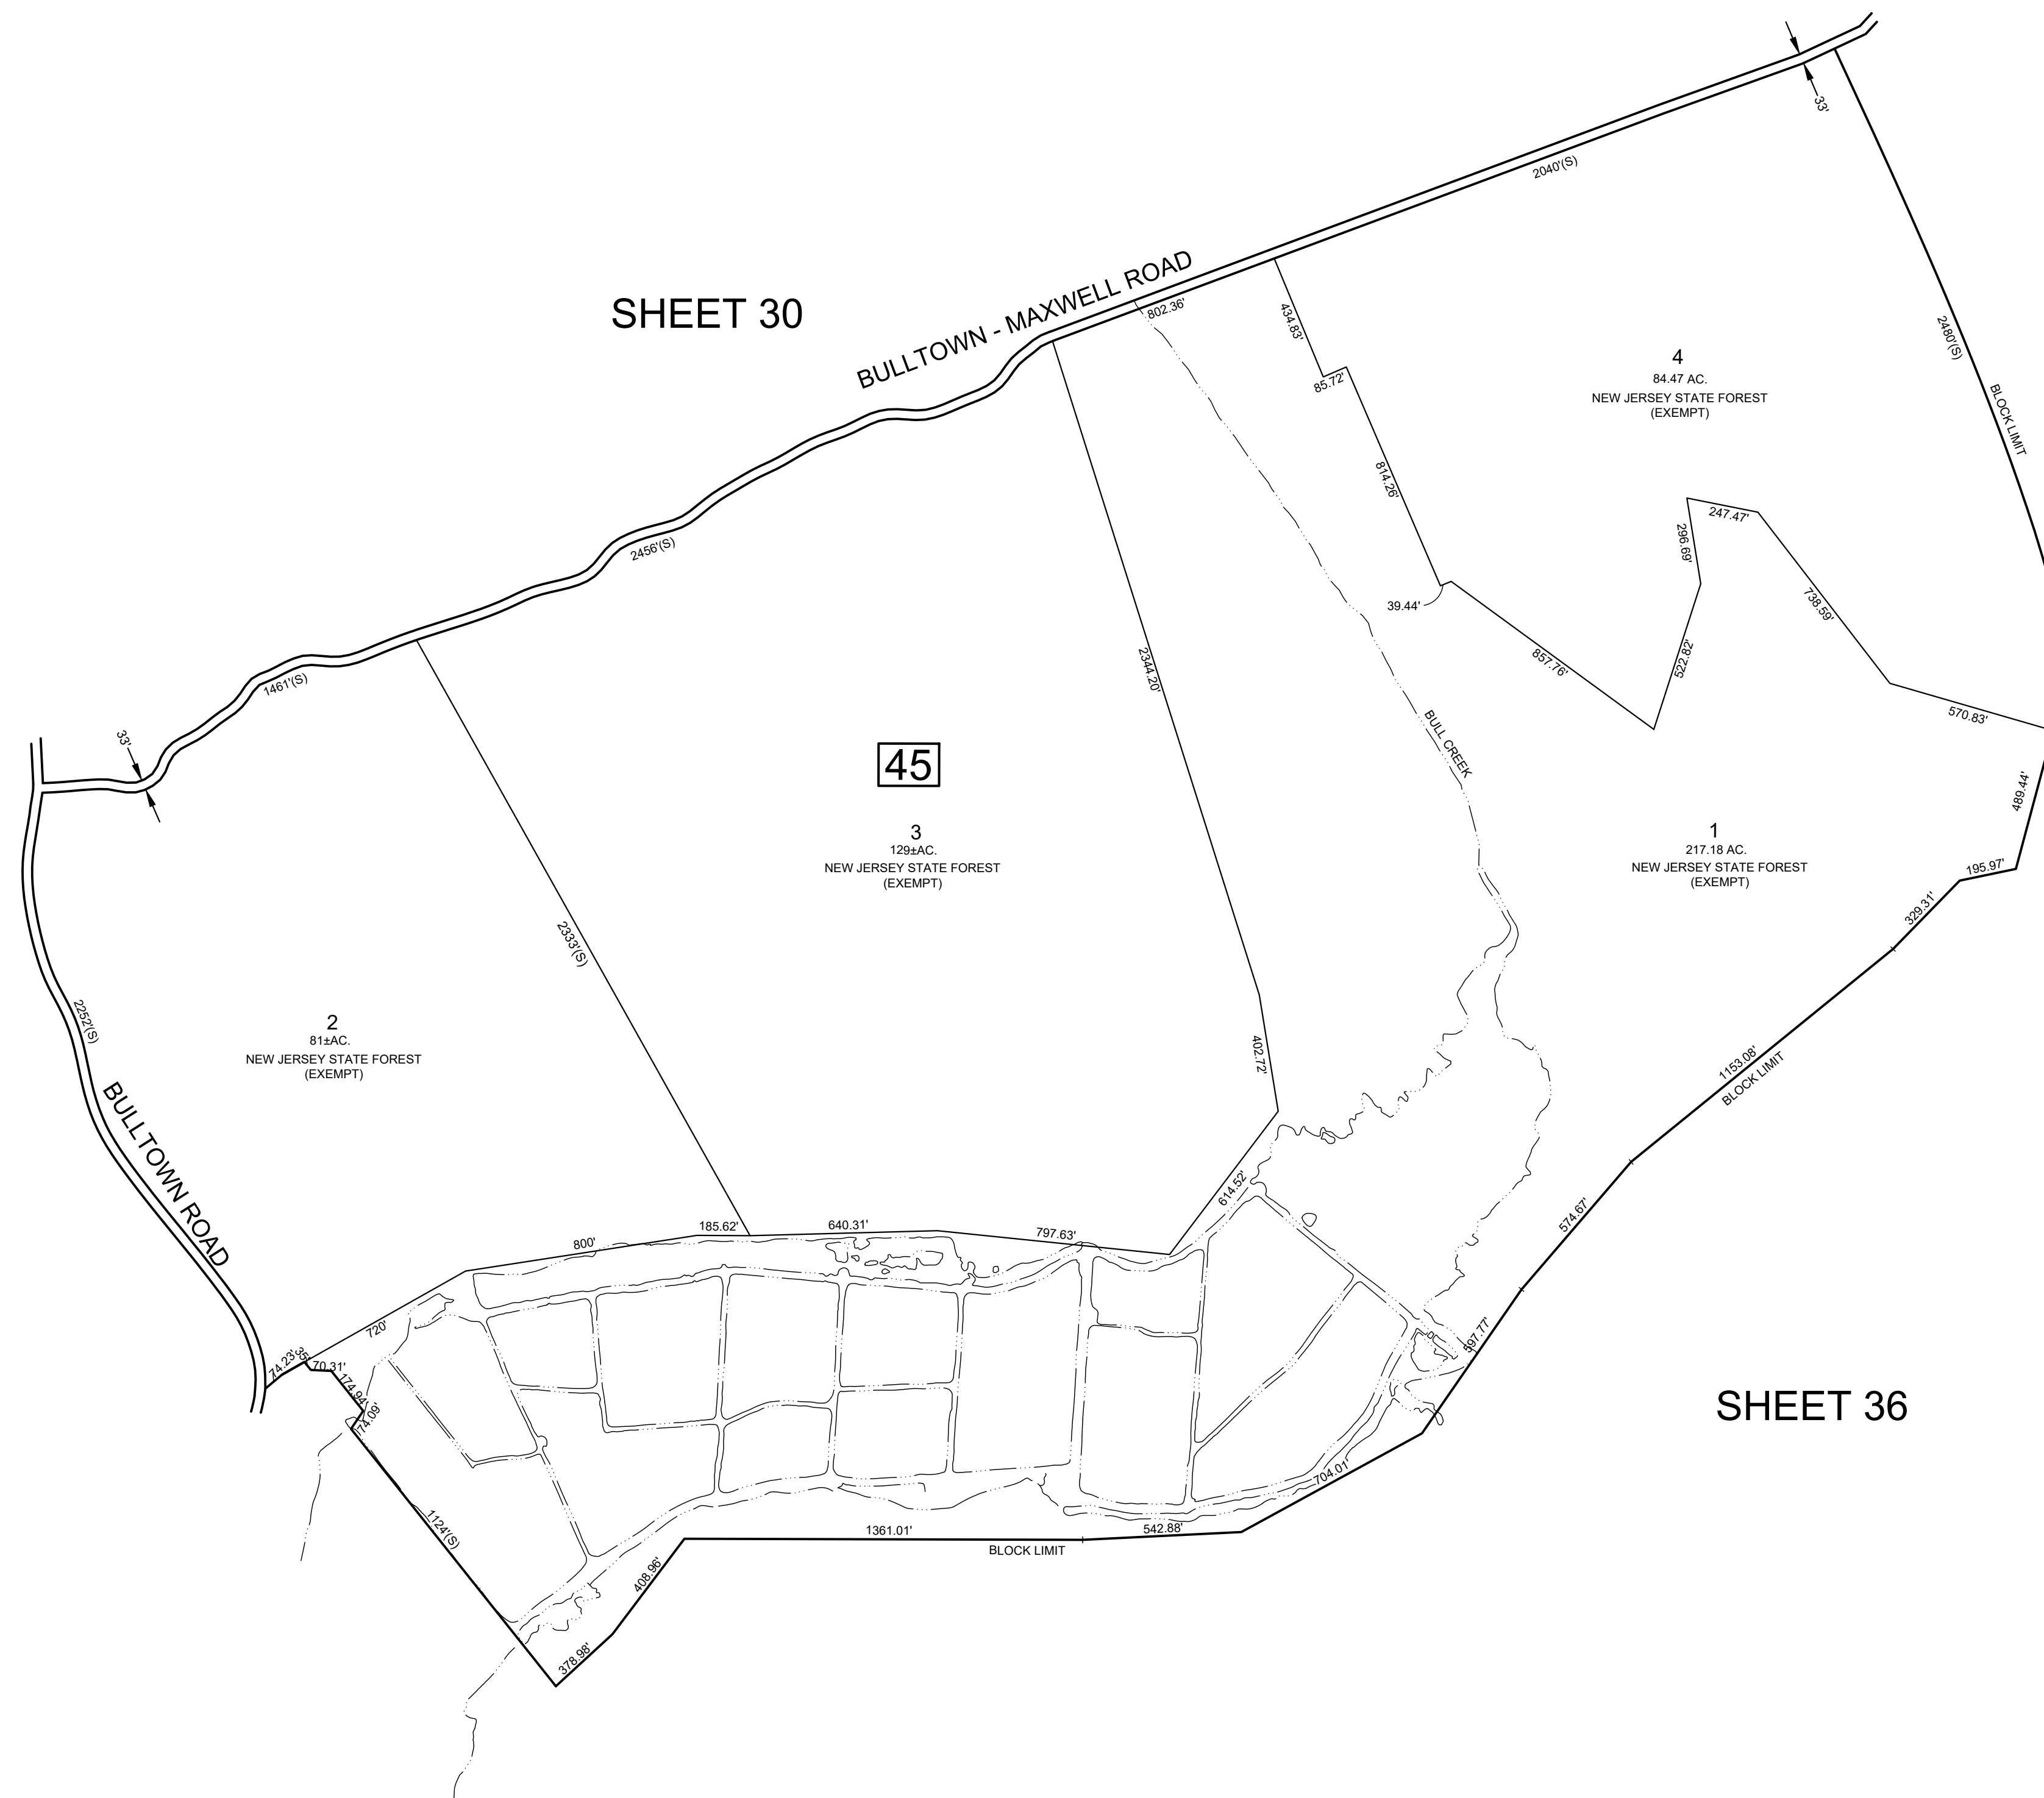 33'
2040'(S)
SHEET 30
BULLTOWN - MAXWELL ROAD
802.36'
434.83'
85.72'
814.26'
39.44'
4
84.47 AC.
NEW JERSEY STATE FOREST
(EXEMPT)
2480'(S)
BLOCK LIMIT
247.47'
296.69'
738.59'
522.82'
857.76'
570.83'
489.44'
2456'(S)
1461'(S)
33'
2344.20'
BULL CREEK
45
3
129±AC.
NEW JERSEY STATE FOREST
(EXEMPT)
1
217.18 AC.
NEW JERSEY STATE FOREST
(EXEMPT)
195.97'
329.31'
2333'(S)
2252'(S)
2
81±AC.
NEW JERSEY STATE FOREST
(EXEMPT)
402.72'
1153.08'
BLOCK LIMIT
BULLTOWN ROAD
614.52'
574.67'
185.62'
640.31'
797.63'
800'
720'
597.77'
74.23'
35'
70.31'
174.94'
74.09'
SHEET 36
704.01'
1124'(S)
1361.01'
542.88'
BLOCK LIMIT
408.96'
378.98'